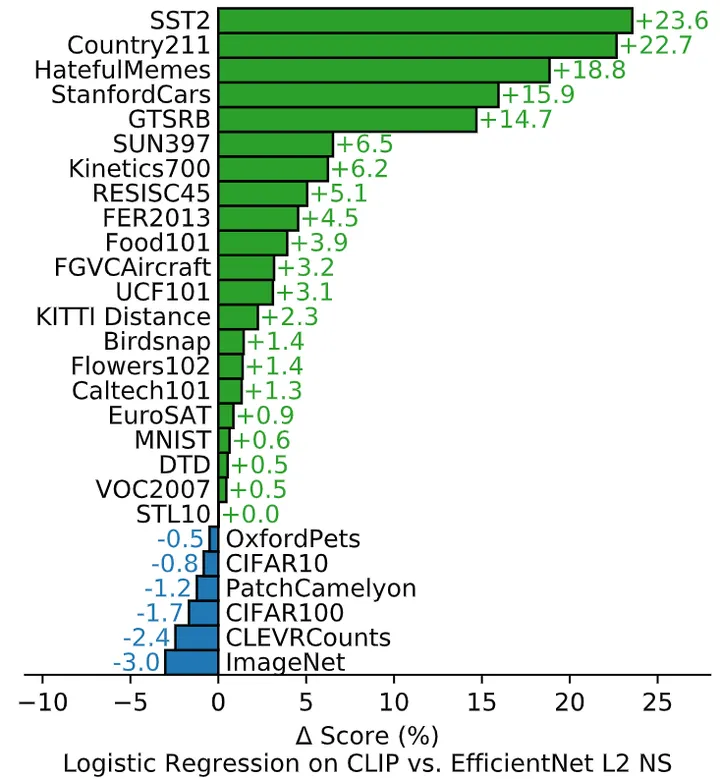 SST2 +23.6
Country211 +22.7
HatefulMemes +18.8
StanfordCars +15.9
GTSRB +14.7
SUN397 +6.5
Kinetics700 +6.2
RESISC45 +5.1
FER2013 +4.5
Food101 +3.9
FGVCAircraft +3.2
UCF101 +3.1
KITTI Distance +2.3
Birdsnap +1.4
Flowers102 +1.4
Caltech101 +1.3
EuroSAT +0.9
MNIST +0.6
DTD +0.5
VOC2007 +0.5
STL10 +0.0
-0.5 OxfordPets
-0.8 CIFAR10
-1.2 PatchCamelyon
-1.7 CIFAR100
-2.4 CLEVRCounts
-3.0 ImageNet
−10 −5 0 5 10 15 20 25
Δ Score (%)
Logistic Regression on CLIP vs. EfficientNet L2 NS